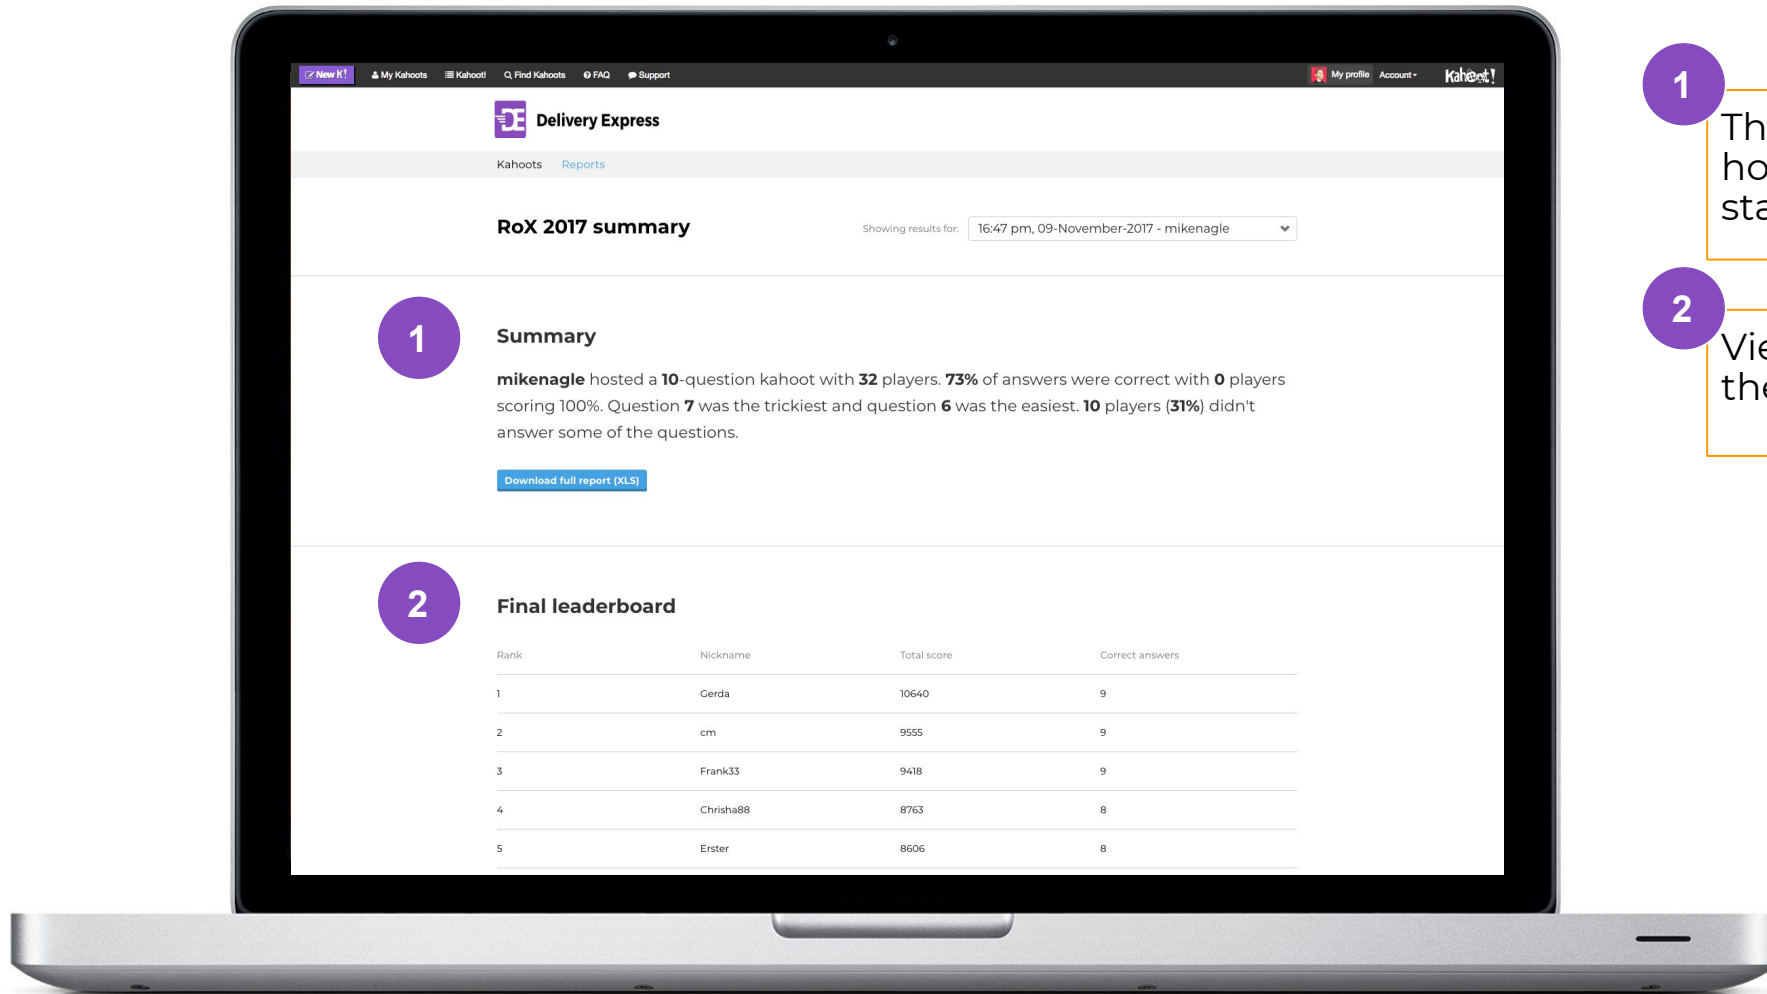 New K! My Kahoots Kahoot! Find Kahoots FAQ Support My profile Account Kahoot!
DE Delivery Express
Kahoots Reports
RoX 2017 summary Showing results for: 16:47 pm, 09-November-2017 - mikenagle
1
Summary
mikenagle hosted a 10-question kahoot with 32 players. 73% of answers were correct with 0 players
scoring 100%. Question 7 was the trickiest and question 6 was the easiest. 10 players (31%) didn't
answer some of the questions.
Download full report (XLS)
2
Final leaderboard
Rank Nickname Total score Correct answers
1 Gerda 10640 9
2 cm 9555 9
3 Frank33 9418 9
4 Chrisha88 8763 8
5 Erster 8606 8
1
2